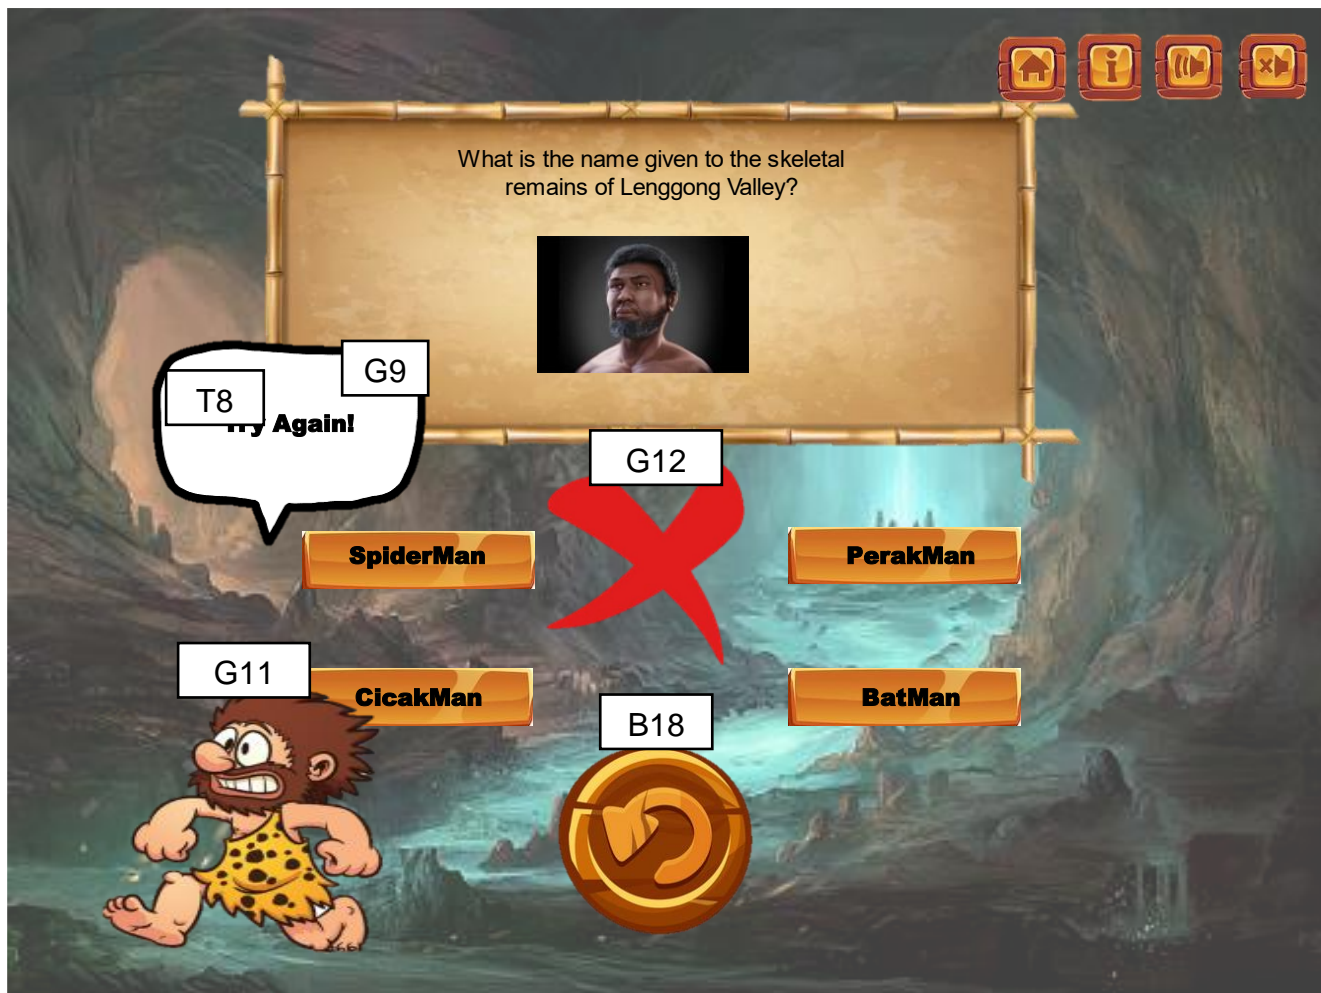 What is the name given to the skeletal
remains of Lenggong Valley?
G9
T8
Again!
G12
SpiderMan
PerakMan
G11
CicakMan
BatMan
B18